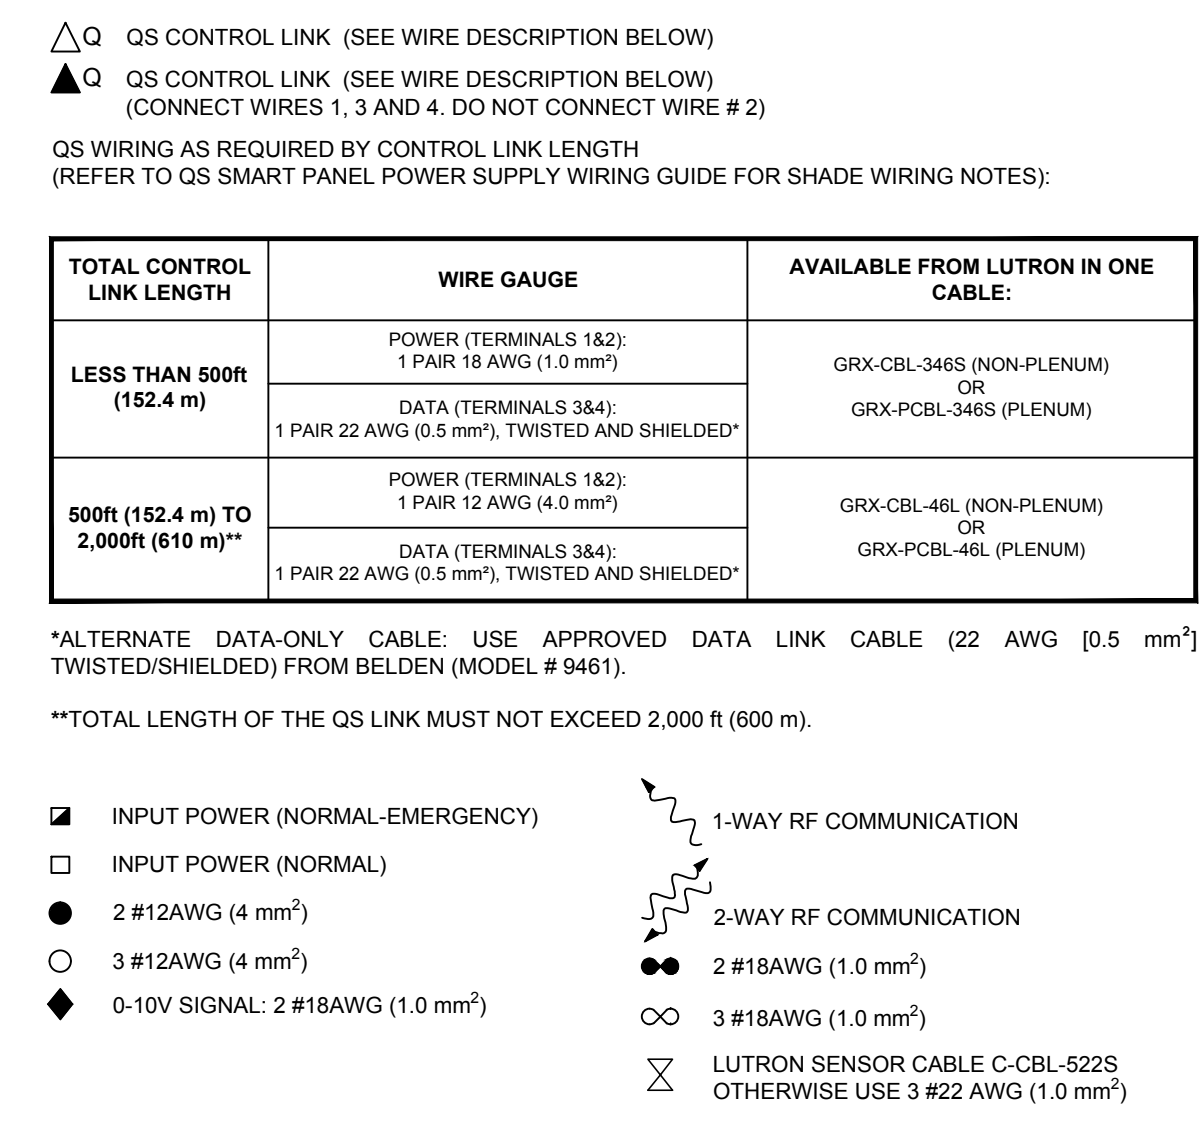 Q QS CONTROL LINK (SEE WIRE DESCRIPTION BELOW)
Q QS CONTROL LINK (SEE WIRE DESCRIPTION BELOW)
(CONNECT WIRES 1, 3 AND 4. DO NOT CONNECT WIRE # 2)
QS WIRING AS REQUIRED BY CONTROL LINK LENGTH
(REFER TO QS SMART PANEL POWER SUPPLY WIRING GUIDE FOR SHADE WIRING NOTES):
TOTAL CONTROL
LINK LENGTH
WIRE GAUGE
AVAILABLE FROM LUTRON IN ONE
CABLE:
LESS THAN 500ft
(152.4 m)
POWER (TERMINALS 1&2):
1 PAIR 18 AWG (1.0 mm²)
DATA (TERMINALS 3&4):
1 PAIR 22 AWG (0.5 mm²), TWISTED AND SHIELDED*
GRX-CBL-346S (NON-PLENUM)
OR
GRX-PCBL-346S (PLENUM)
500ft (152.4 m) TO
2,000ft (610 m)**
POWER (TERMINALS 1&2):
1 PAIR 12 AWG (4.0 mm²)
DATA (TERMINALS 3&4):
1 PAIR 22 AWG (0.5 mm²), TWISTED AND SHIELDED*
GRX-CBL-46L (NON-PLENUM)
OR
GRX-PCBL-46L (PLENUM)
*ALTERNATE DATA-ONLY CABLE: USE APPROVED DATA LINK CABLE (22 AWG [0.5 mm²]
TWISTED/SHIELDED) FROM BELDEN (MODEL # 9461).
**TOTAL LENGTH OF THE QS LINK MUST NOT EXCEED 2,000 ft (600 m).
INPUT POWER (NORMAL-EMERGENCY)
INPUT POWER (NORMAL)
2 #12AWG (4 mm²)
3 #12AWG (4 mm²)
0-10V SIGNAL: 2 #18AWG (1.0 mm²)
1-WAY RF COMMUNICATION
2-WAY RF COMMUNICATION
2 #18AWG (1.0 mm²)
3 #18AWG (1.0 mm²)
LUTRON SENSOR CABLE C-CBL-522S
OTHERWISE USE 3 #22 AWG (1.0 mm²)